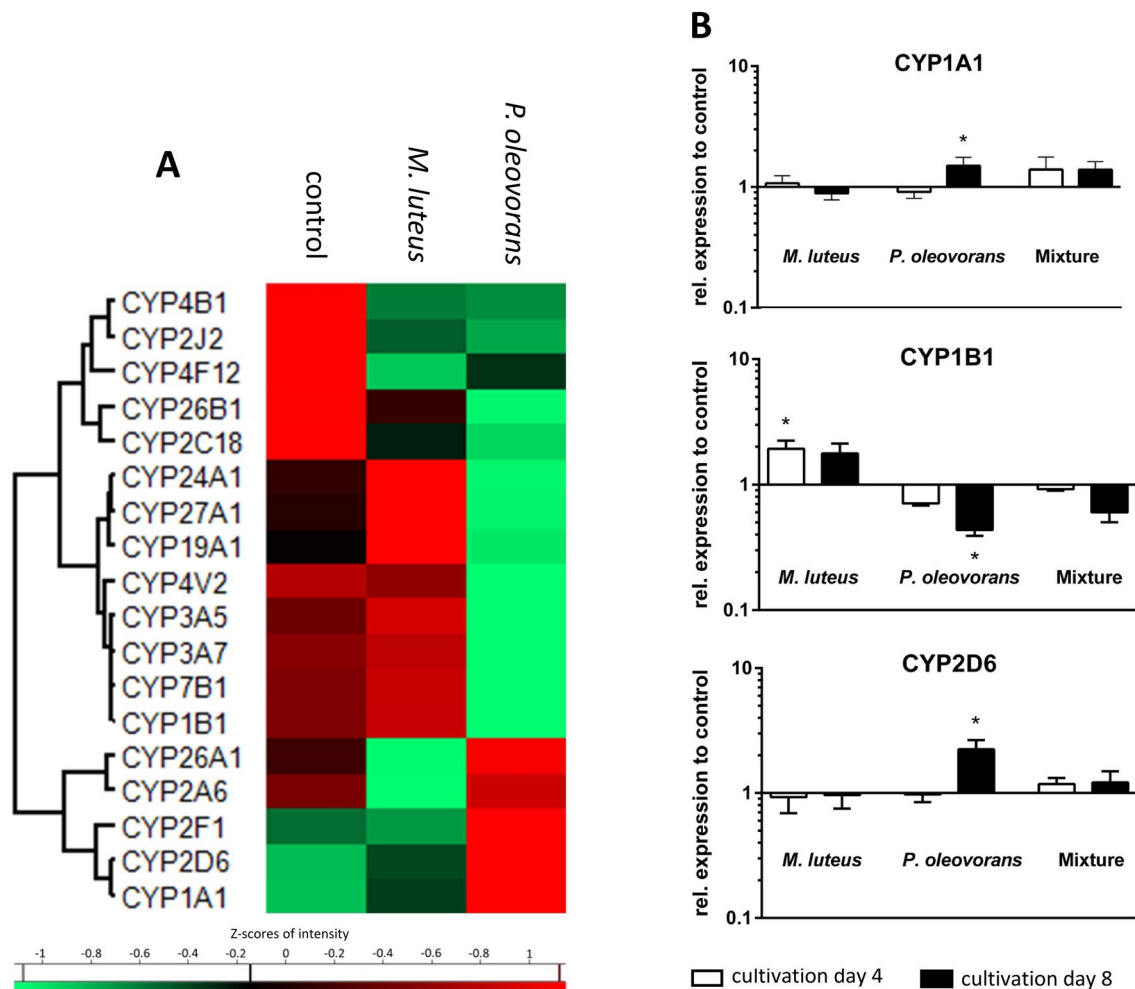 A
control
M. luteus
P. oleovorans
CYP4B1
CYP2J2
CYP4F12
CYP26B1
CYP2C18
CYP24A1
CYP27A1
CYP19A1
CYP4V2
CYP3A5
CYP3A7
CYP7B1
CYP1B1
CYP26A1
CYP2A6
CYP2F1
CYP2D6
CYP1A1
Z-scores of intensity
-1 -0.8 -0.6 -0.4 -0.2 0 -0.2 -0.4 -0.6 -0.8 1
B
CYP1A1
rel. expression to control
10
1
0.1
*
M. luteus P. oleovorans Mixture
CYP1B1
rel. expression to control
10
1
0.1
*
*
M. luteus P. oleovorans Mixture
CYP2D6
rel. expression to control
10
1
0.1
*
M. luteus P. oleovorans Mixture
cultivation day 4 cultivation day 8